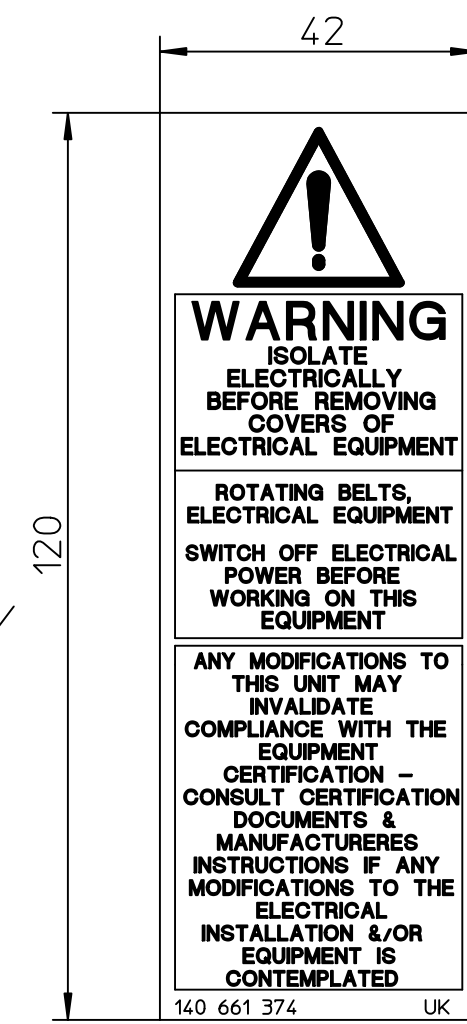 42
120
WARNING
ISOLATE
ELECTRICALLY
BEFORE REMOVING
COVERS OF
ELECTRICAL EQUIPMENT
ROTATING BELTS,
ELECTRICAL EQUIPMENT
SWITCH OFF ELECTRICAL
POWER BEFORE
WORKING ON THIS
EQUIPMENT
ANY MODIFICATIONS TO
THIS UNIT MAY
INVALIDATE
COMPLIANCE WITH THE
EQUIPMENT
CERTIFICATION –
CONSULT CERTIFICATION
DOCUMENTS &
MANUFACTURERES
INSTRUCTIONS IF ANY
MODIFICATIONS TO THE
ELECTRICAL
INSTALLATION &/OR
EQUIPMENT IS
CONTEMPLATED
140 661 374 UK